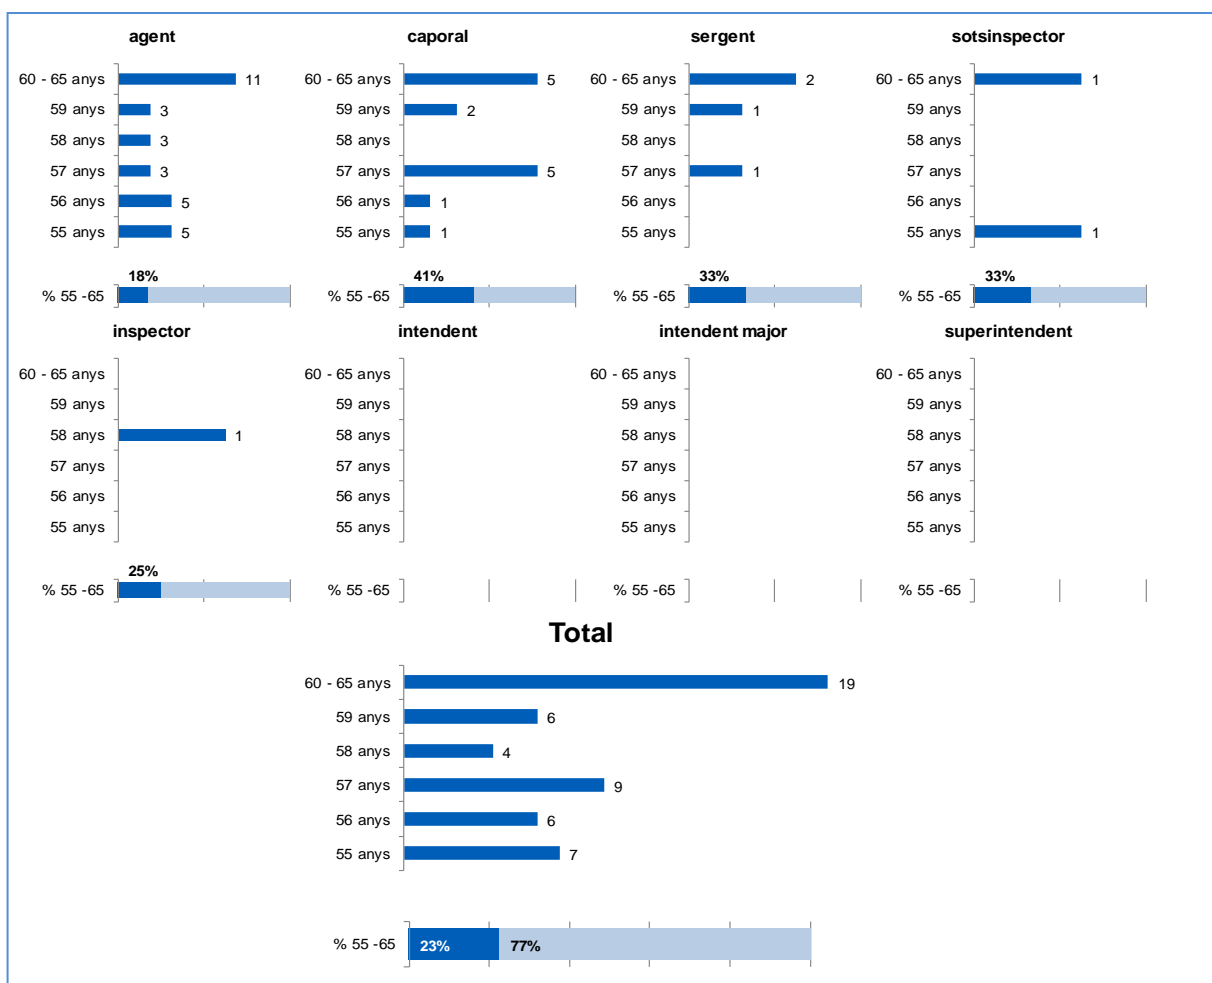 agent
60 - 65 anys 11
59 anys 3
58 anys 3
57 anys 3
56 anys 5
55 anys 5
18%
% 55 -65
caporal
60 - 65 anys 5
59 anys 2
58 anys
57 anys 5
56 anys 1
55 anys 1
41%
% 55 -65
sergent
60 - 65 anys 2
59 anys 1
58 anys
57 anys 1
56 anys
55 anys
33%
% 55 -65
sotsinspector
60 - 65 anys 1
59 anys
58 anys
57 anys
56 anys
55 anys 1
33%
% 55 -65
inspector
60 - 65 anys
59 anys
58 anys 1
57 anys
56 anys
55 anys
25%
% 55 -65
intendent
60 - 65 anys
59 anys
58 anys
57 anys
56 anys
55 anys
% 55 -65
intendent major
60 - 65 anys
59 anys
58 anys
57 anys
56 anys
55 anys
% 55 -65
superintendent
60 - 65 anys
59 anys
58 anys
57 anys
56 anys
55 anys
% 55 -65
Total
60 - 65 anys 19
59 anys 6
58 anys 4
57 anys 9
56 anys 6
55 anys 7
% 55 -65 23% 77%